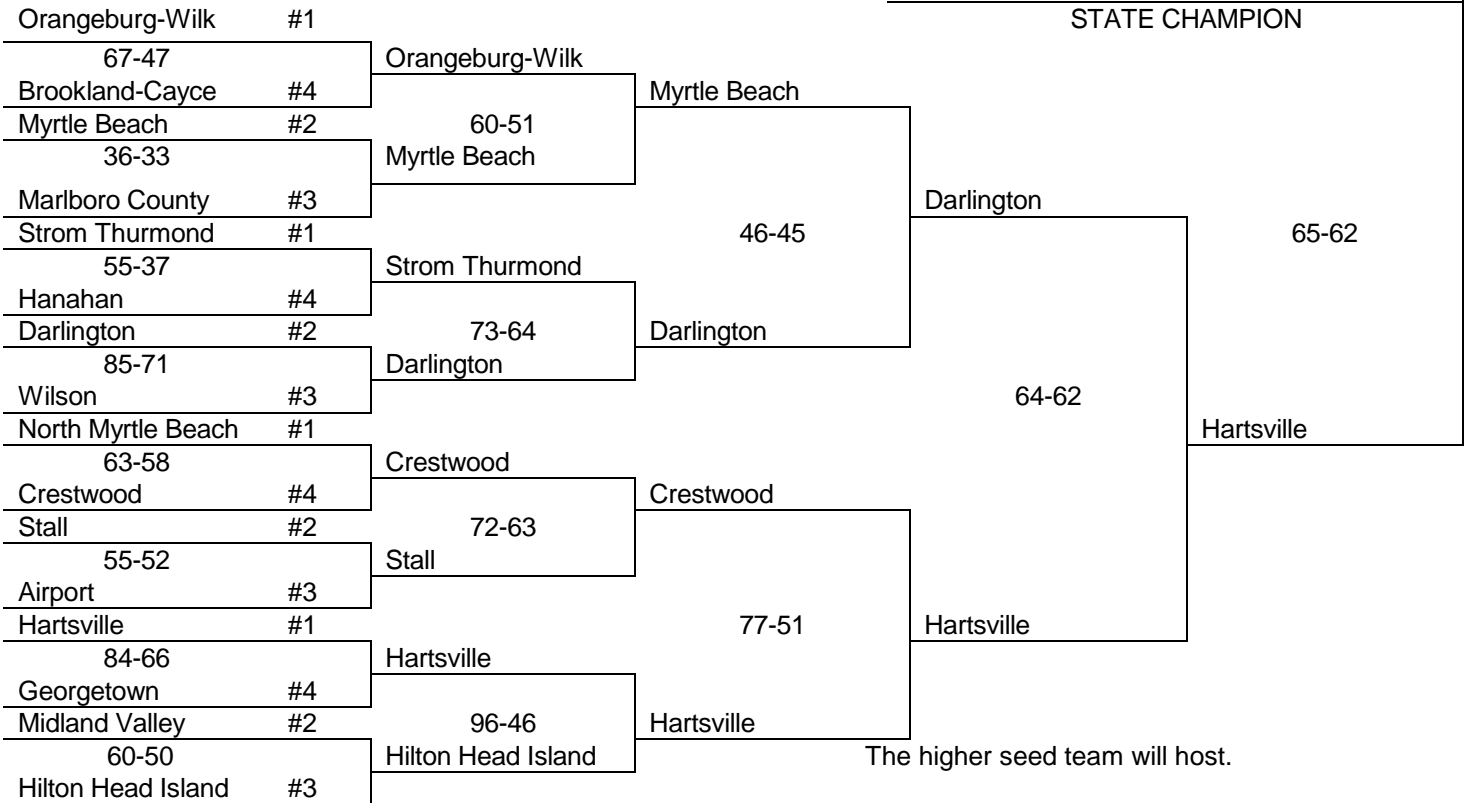 Orangeburg-Wilk #1 STATE CHAMPION
67-47 Orangeburg-Wilk
Brookland-Cayce #4 Myrtle Beach
Myrtle Beach #2 60-51
36-33 Myrtle Beach
Marlboro County #3 Darlington
Strom Thurmond #1 46-45 65-62
55-37 Strom Thurmond
Hanahan #4
Darlington #2 73-64 Darlington
85-71 Darlington
Wilson #3 64-62
North Myrtle Beach #1 Hartsville
63-58 Crestwood
Crestwood #4 Crestwood
Stall #2 72-63
55-52 Stall
Airport #3
Hartsville #1 77-51 Hartsville
84-66 Hartsville
Georgetown #4
Midland Valley #2 96-46 Hartsville
60-50 Hilton Head Island The higher seed team will host.
Hilton Head Island #3